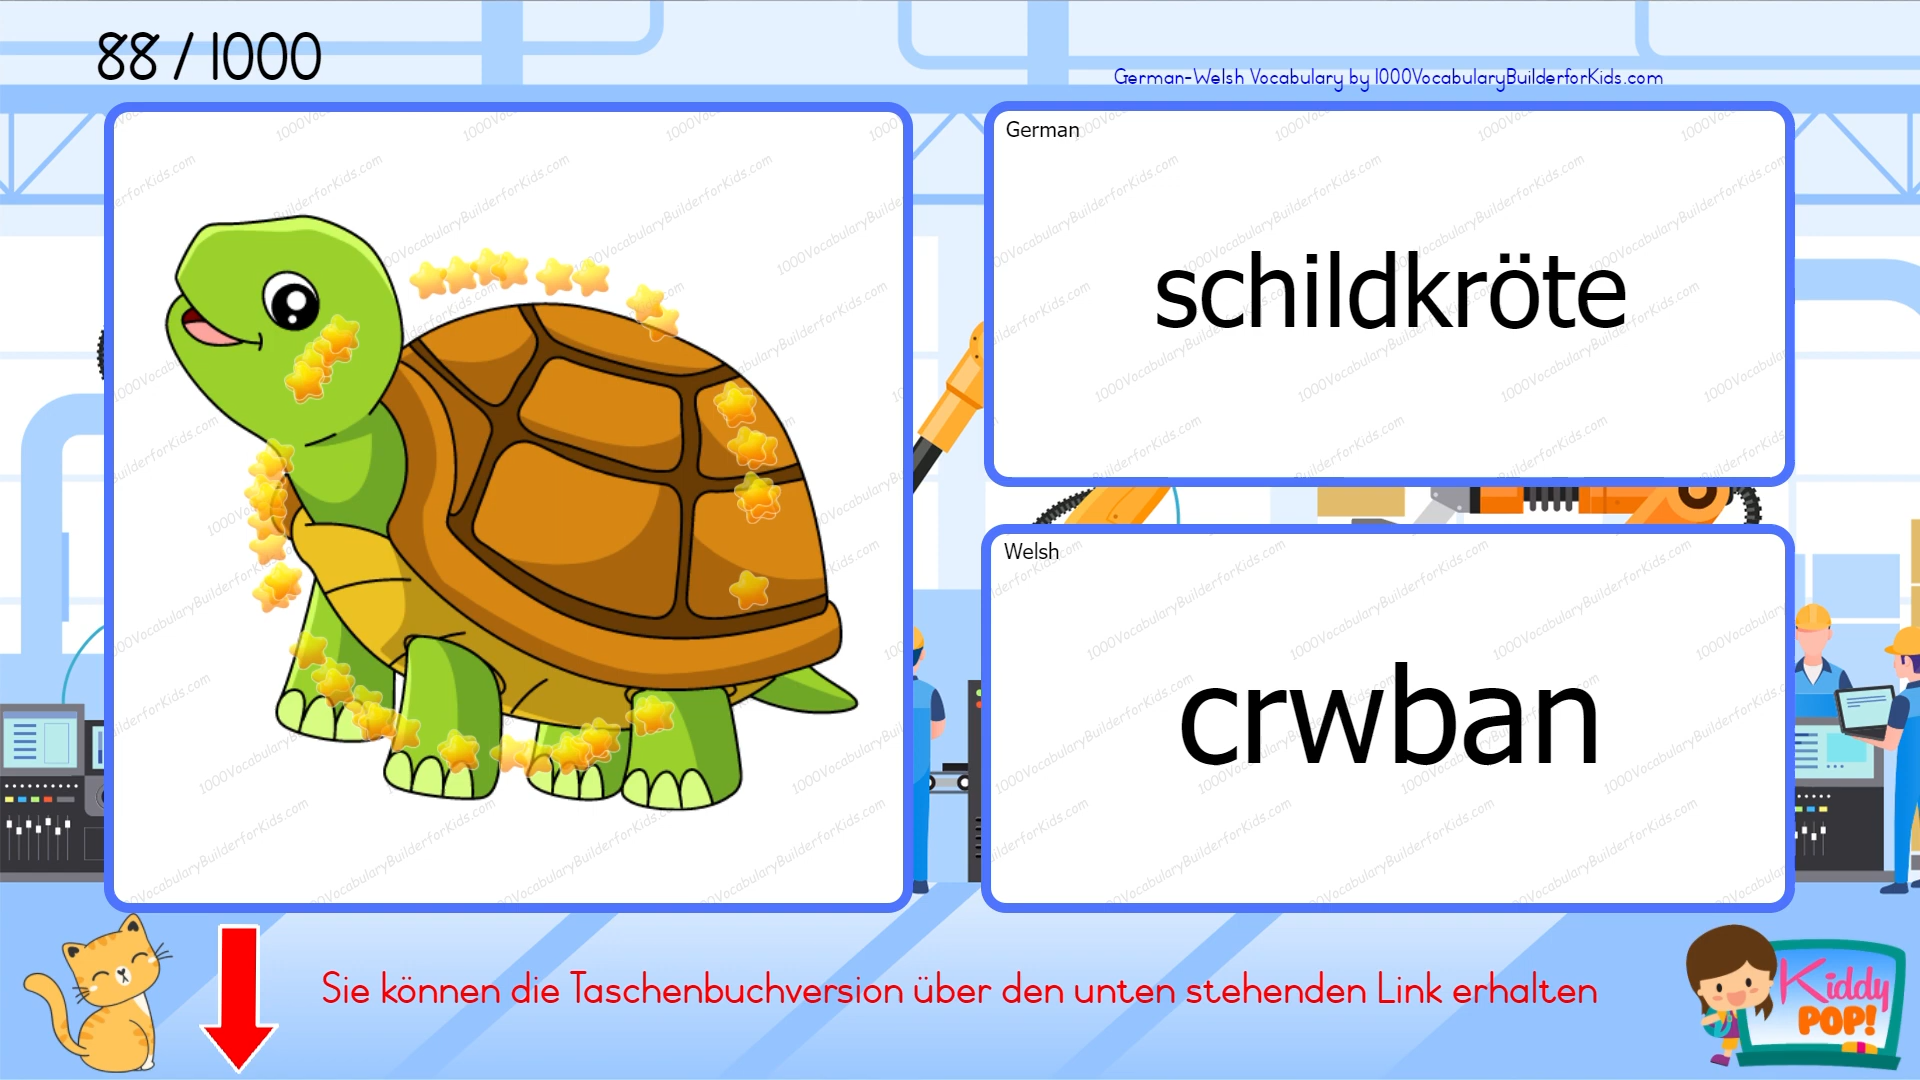 88 / 1000
German-Welsh Vocabulary by 1000VocabularyBuilderforKids.com
German
schildkröte
Welsh
crwban
Sie können die Taschenbuchversion über den unten stehenden Link erhalten
Kiddy
POP!